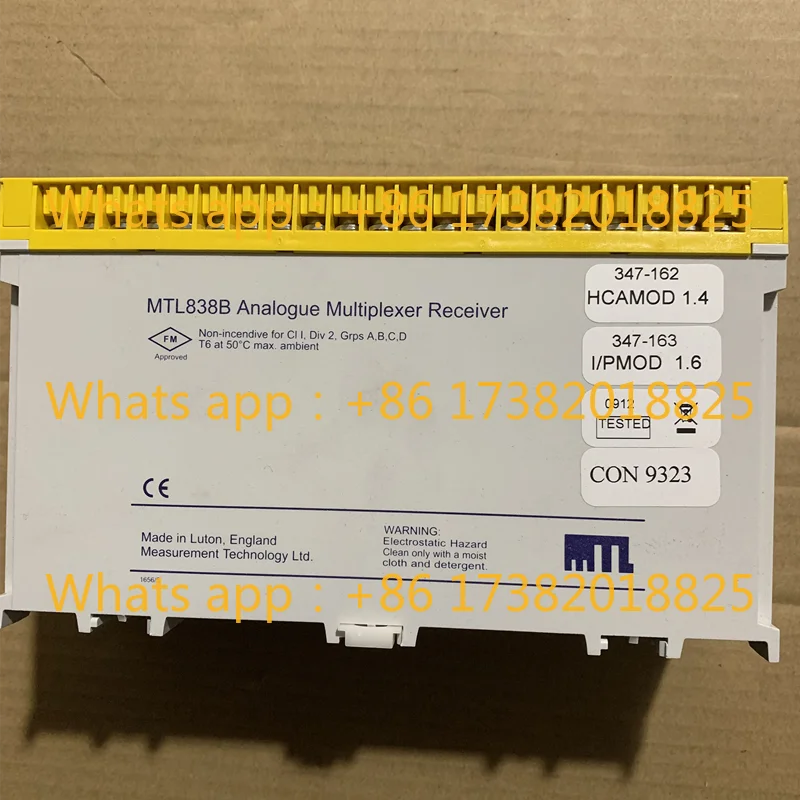 Whats app：+86 17382018825
347-162
HCAMOD 1.4
MTL838B Analogue Multiplexer Receiver
FM
Approved
Non-incendive for Cl I, Div 2, Grps A,B,C,D
T6 at 50°C max. ambient
347-163
I/PMOD 1.6
Whats app：+86 17382018825
0912
TESTED
CON 9323
CE
Made in Luton, England
Measurement Technology Ltd.
WARNING:
Electrostatic Hazard
Clean only with a moist
cloth and detergent.
MTL
Whats app：+86 17382018825